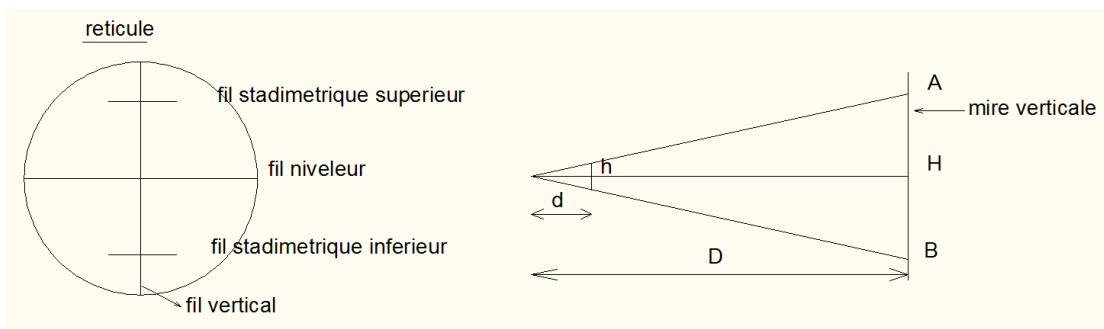 reticule
fil stadimetrique superieur
fil niveleur
fil stadimetrique inferieur
fil vertical
A
mire verticale
h
H
d
B
D